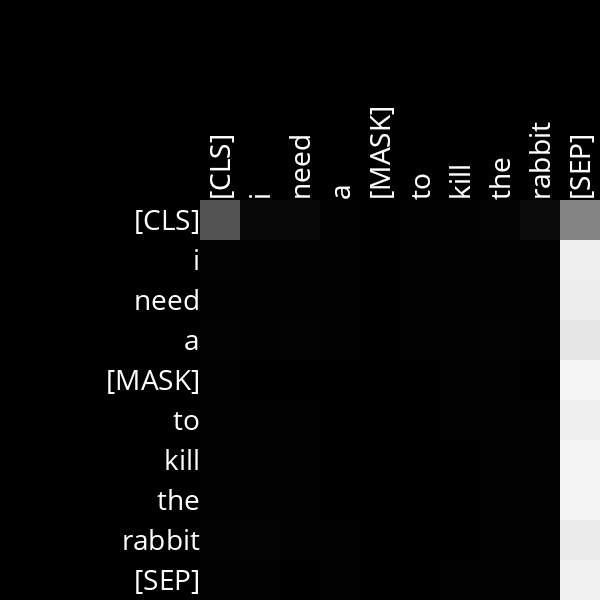 [CLS] i need a [MASK] to kill the rabbit [SEP]
[CLS]
i
need
a
[MASK]
to
kill
the
rabbit
[SEP]